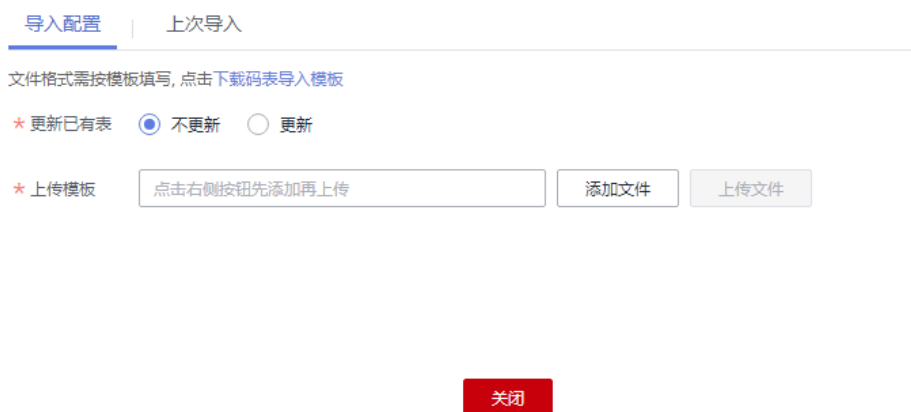 导入配置 | 上次导入
文件格式需按模板填写, 点击下载码表导入模板
* 更新已有表 不更新 更新
* 上传模板 点击右侧按钮先添加再上传 添加文件 上传文件
关闭